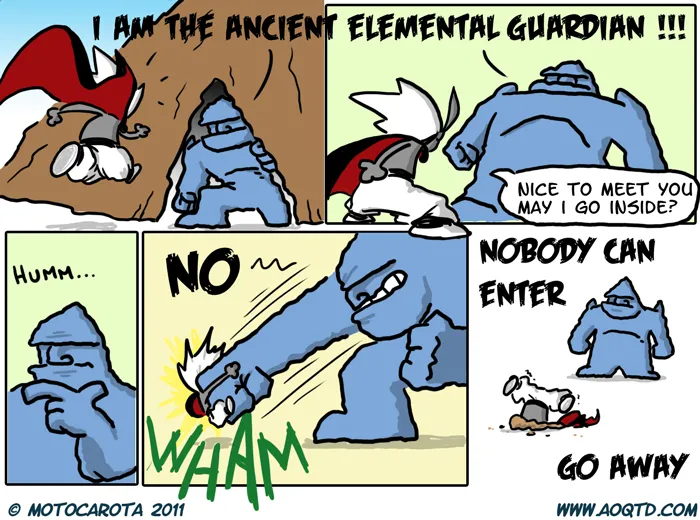 I AM THE ANCIENT ELEMENTAL GUARDIAN !!!
NICE TO MEET YOU
MAY I GO INSIDE?
HUMM...
NO
WHAM
NOBODY CAN
ENTER
GO AWAY
© MOTOCAROTA 2011
WWW.AOQTD.COM